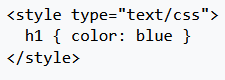 <style type="text/css">
  h1 { color: blue }
</style>